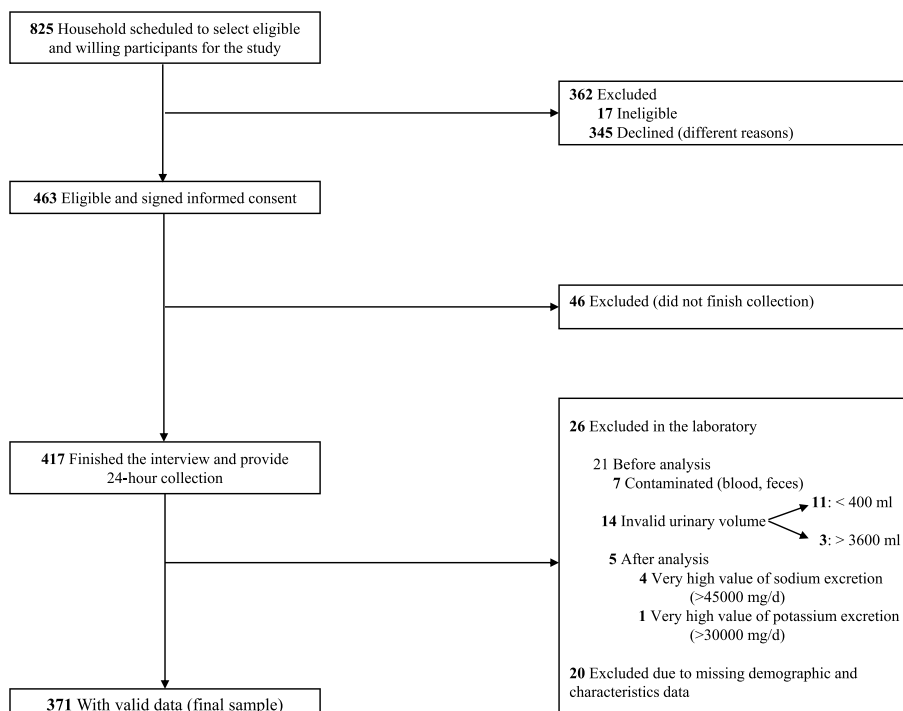 825 Household scheduled to select eligible
and willing participants for the study
362 Excluded
17 Ineligible
345 Declined (different reasons)
463 Eligible and signed informed consent
46 Excluded (did not finish collection)
417 Finished the interview and provide
24-hour collection
26 Excluded in the laboratory
21 Before analysis
7 Contaminated (blood, feces)
11: < 400 ml
14 Invalid urinary volume
3: > 3600 ml
5 After analysis
4 Very high value of sodium excretion
(>45000 mg/d)
1 Very high value of potassium excretion
(>30000 mg/d)
20 Excluded due to missing demographic and
characteristics data
371 With valid data (final sample)